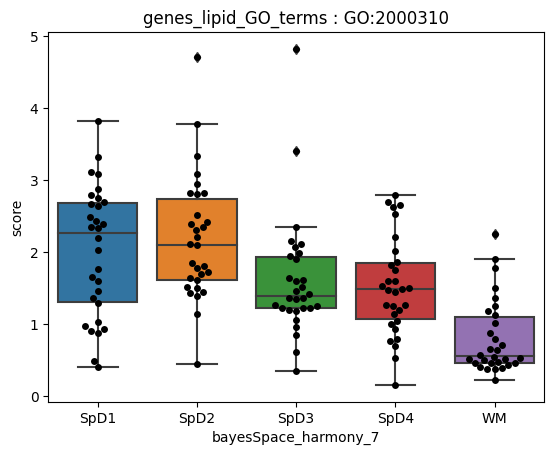 genes_lipid_GO_terms : GO:2000310
score
5
4
3
2
1
0
SpD1 SpD2 SpD3 SpD4 WM
bayesSpace_harmony_7